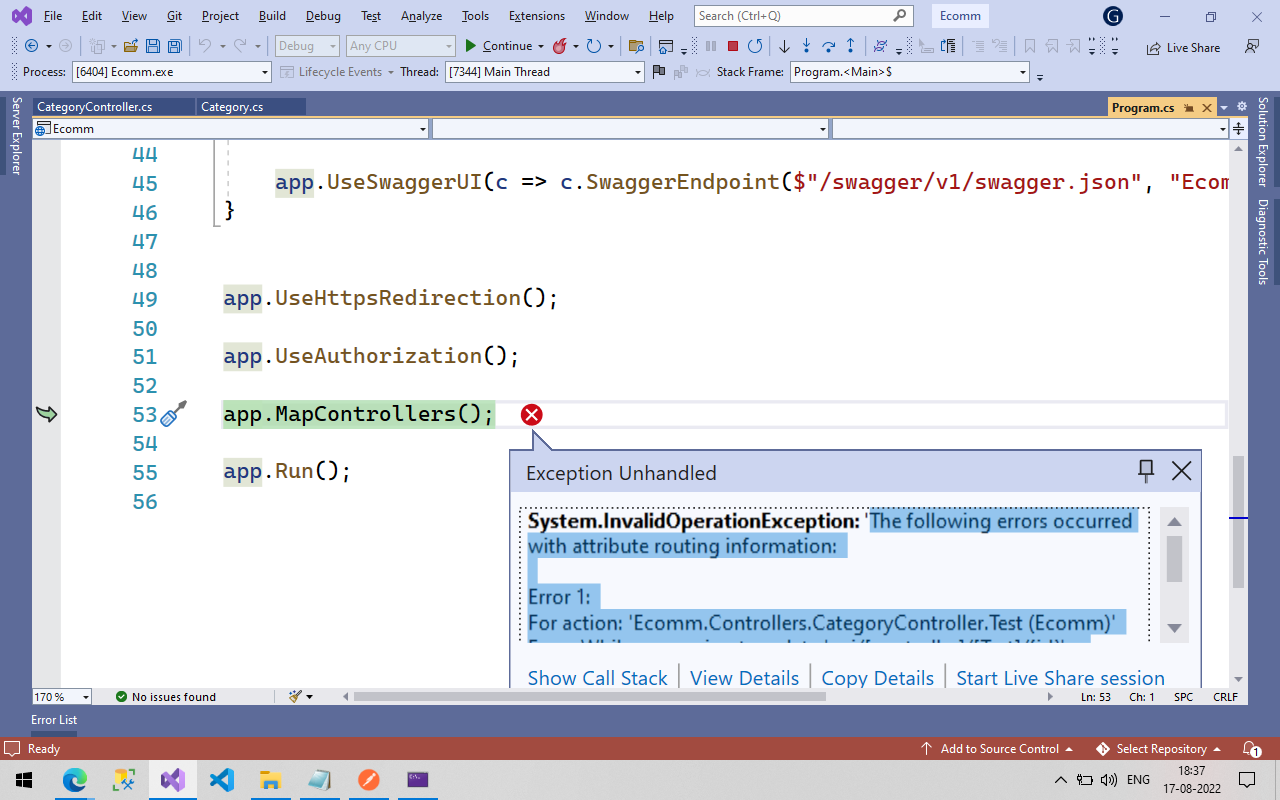 File Edit View Git Project Build Debug Test Analyze Tools Extensions Window Help Search (Ctrl+Q) Ecomm G
Debug Any CPU Continue Live Share
Process: [6404] Ecomm.exe Lifecycle Events Thread: [7344] Main Thread Stack Frame: Program.<Main>$
Server Explorer
CategoryController.cs Category.cs Program.cs
Solution Explorer
Diagnostic Tools
Ecomm
44
45 app.UseSwaggerUI(c => c.SwaggerEndpoint($"/swagger/v1/swagger.json", "Ecom
46 }
47
48
49 app.UseHttpsRedirection();
50
51 app.UseAuthorization();
52
53 app.MapControllers();
54
55 app.Run();
56
Exception Unhandled
System.InvalidOperationException: 'The following errors occurred
with attribute routing information:
Error 1:
For action: 'Ecomm.Controllers.CategoryController.Test (Ecomm)'
Show Call Stack View Details Copy Details Start Live Share session
170 % No issues found Ln: 53 Ch: 1 SPC CRLF
Error List
Ready Add to Source Control Select Repository 1
ENG 18:37
17-08-2022